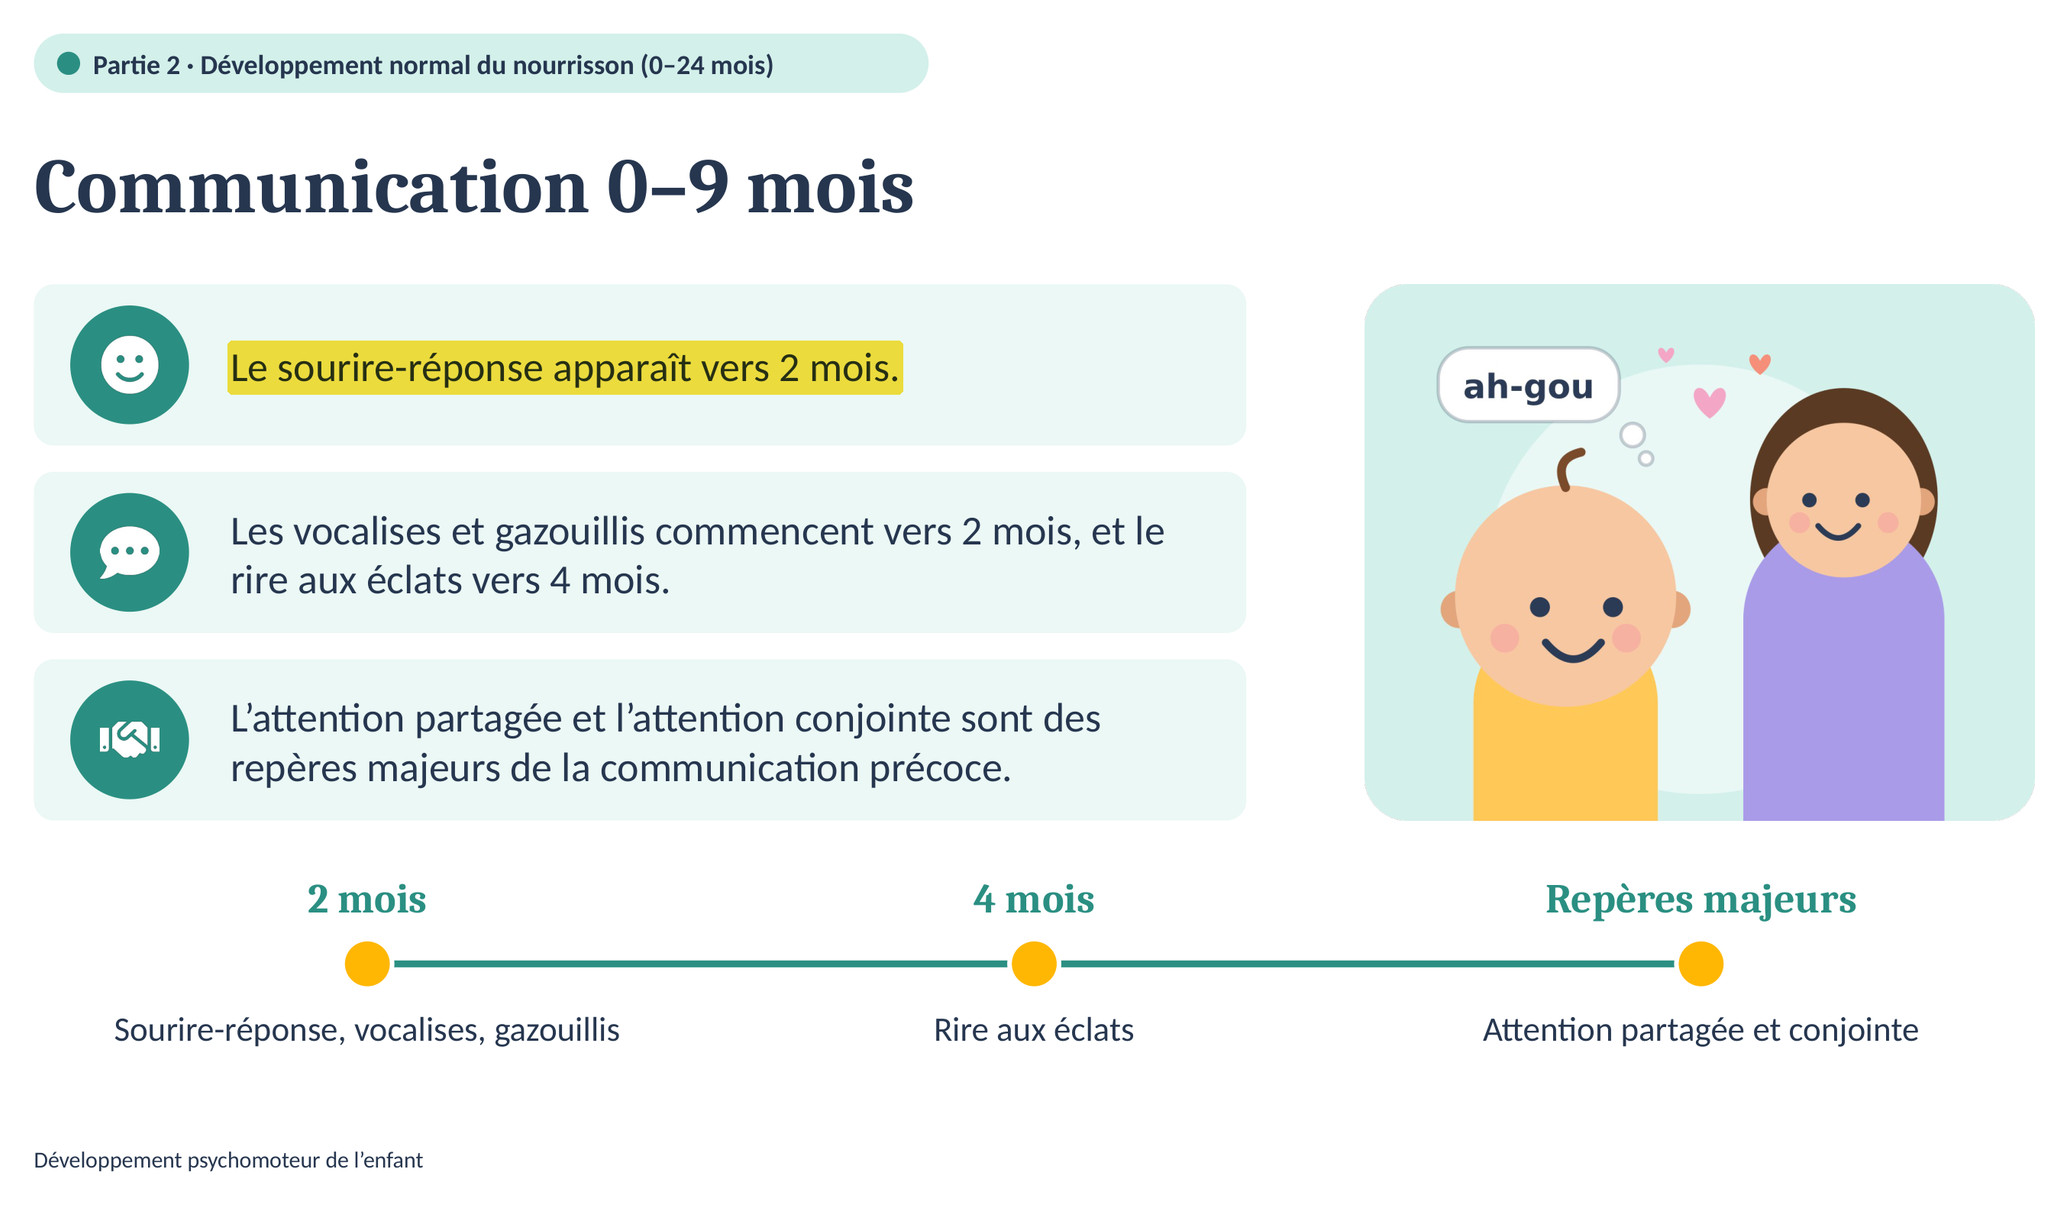 Partie 2 · Développement normal du nourrisson (0–24 mois)
Communication 0–9 mois
Le sourire-réponse apparaît vers 2 mois.
Les vocalises et gazouillis commencent vers 2 mois, et le
rire aux éclats vers 4 mois.
L’attention partagée et l’attention conjointe sont des
repères majeurs de la communication précoce.
ah-gou
2 mois
4 mois
Repères majeurs
Sourire-réponse, vocalises, gazouillis
Rire aux éclats
Attention partagée et conjointe
Développement psychomoteur de l’enfant